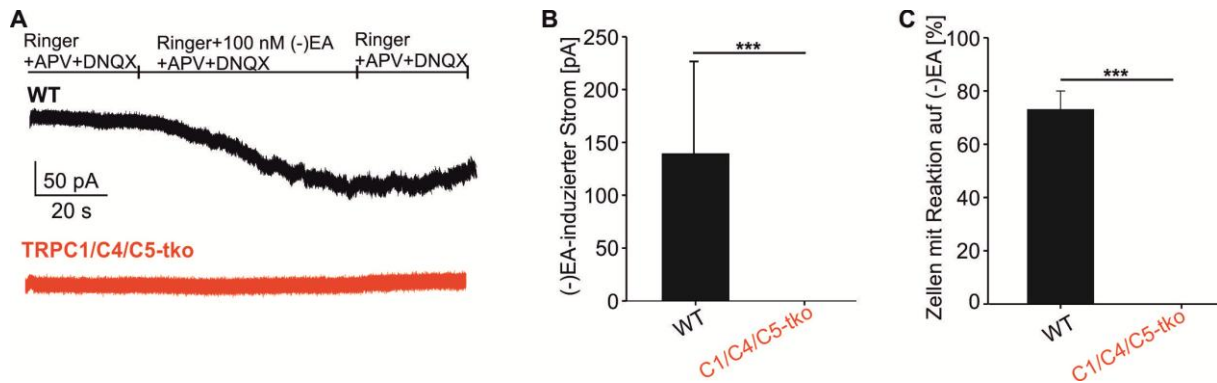 A
Ringer
+APV+DNQX
Ringer+100 nM (-)EA
+APV+DNQX
Ringer
+APV+DNQX
WT
50 pA
20 s
TRPC1/C4/C5-tko
B
(-)EA-induzierter Strom [pA]
250
200
150
100
50
0
***
WT
C1/C4/C5-tko
C
Zellen mit Reaktion auf (-)EA [%]
100
80
60
40
20
0
***
WT
C1/C4/C5-tko